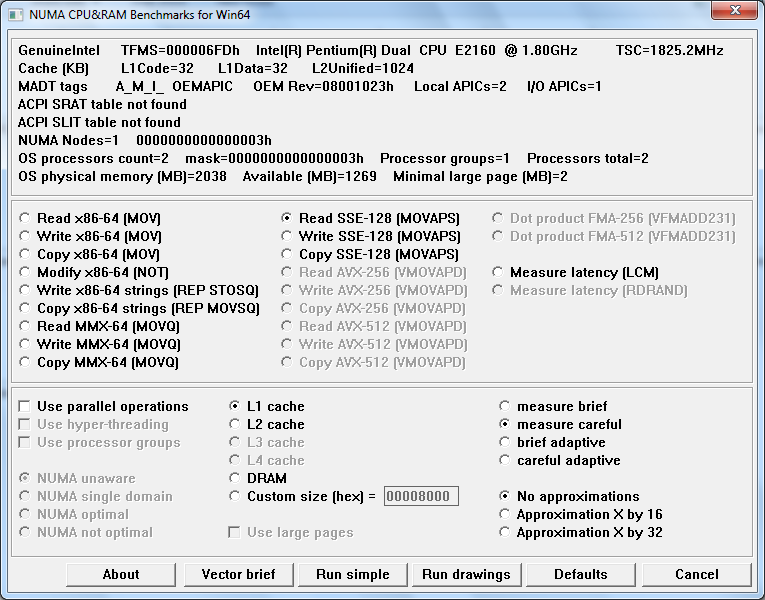 NUMA CPU&RAM Benchmarks for Win64
GenuineIntel TFMS=000006FDh Intel(R) Pentium(R) Dual CPU E2160 @ 1.80GHz TSC=1825.2MHz
Cache (KB) L1Code=32 L1Data=32 L2Unified=1024
MADT tags A_M_I_ OEMAPIC OEM Rev=08001023h Local APICs=2 I/O APICs=1
ACPI SRAT table not found
ACPI SLIT table not found
NUMA Nodes=1 0000000000000003h
OS processors count=2 mask=0000000000000003h Processor groups=1 Processors total=2
OS physical memory (MB)=2038 Available (MB)=1269 Minimal large page (MB)=2
Read x86-64 (MOV)
Write x86-64 (MOV)
Copy x86-64 (MOV)
Modify x86-64 (NOT)
Write x86-64 strings (REP STOSQ)
Copy x86-64 strings (REP MOVSQ)
Read MMX-64 (MOVQ)
Write MMX-64 (MOVQ)
Copy MMX-64 (MOVQ)
Read SSE-128 (MOVAPS)
Write SSE-128 (MOVAPS)
Copy SSE-128 (MOVAPS)
Read AVX-256 (VMOVAPD)
Write AVX-256 (VMOVAPD)
Copy AVX-256 (VMOVAPD)
Read AVX-512 (VMOVAPD)
Write AVX-512 (VMOVAPD)
Copy AVX-512 (VMOVAPD)
Dot product FMA-256 (VFMADD231)
Dot product FMA-512 (VFMADD231)
Measure latency (LCM)
Measure latency (RDRAND)
Use parallel operations
Use hyper-threading
Use processor groups
NUMA unaware
NUMA single domain
NUMA optimal
NUMA not optimal
L1 cache
L2 cache
L3 cache
L4 cache
DRAM
Custom size (hex) = 00008000
Use large pages
measure brief
measure careful
brief adaptive
careful adaptive
No approximations
Approximation X by 16
Approximation X by 32
About Vector brief Run simple Run drawings Defaults Cancel